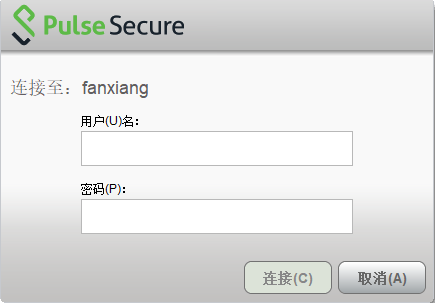 Pulse Secure
连接至：fanxiang
用户(U)名：
密码(P)：
连接(C)
取消(A)